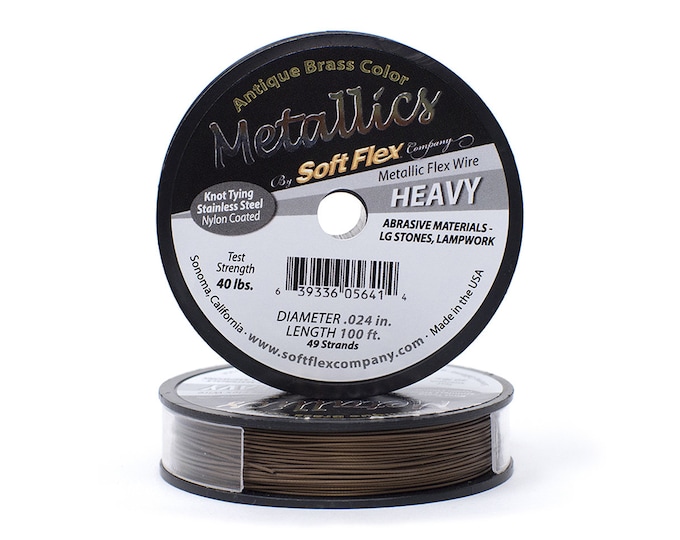 Antique Brass Color
Metallics
By Soft Flex® Company
Metallic Flex Wire
HEAVY
Knot Tying
Stainless Steel
Nylon Coated
ABRASIVE MATERIALS -
LG STONES, LAMPWORK
Test
Strength
40 lbs.
6 39336 05641 4
DIAMETER .024 in.
LENGTH 100 ft.
49 Strands
Sonoma, California · www.softflexcompany.com · Made in the USA
HEAVY